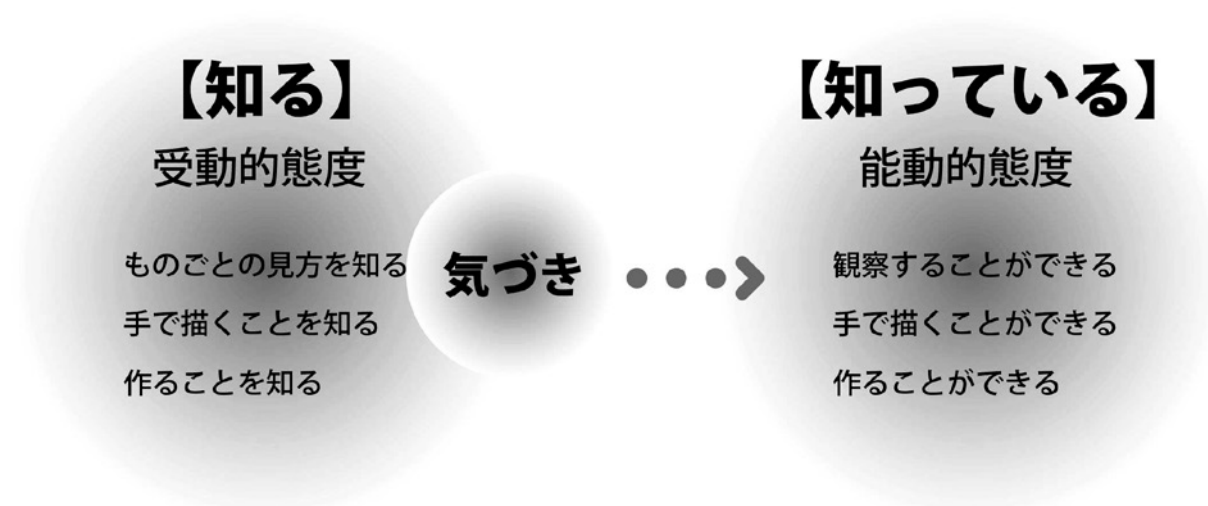 【知る】
受動的態度
ものごとの見方を知る
手で描くことを知る
作ることを知る
気づき
【知っている】
能動的態度
観察することができる
手で描くことができる
作ることができる